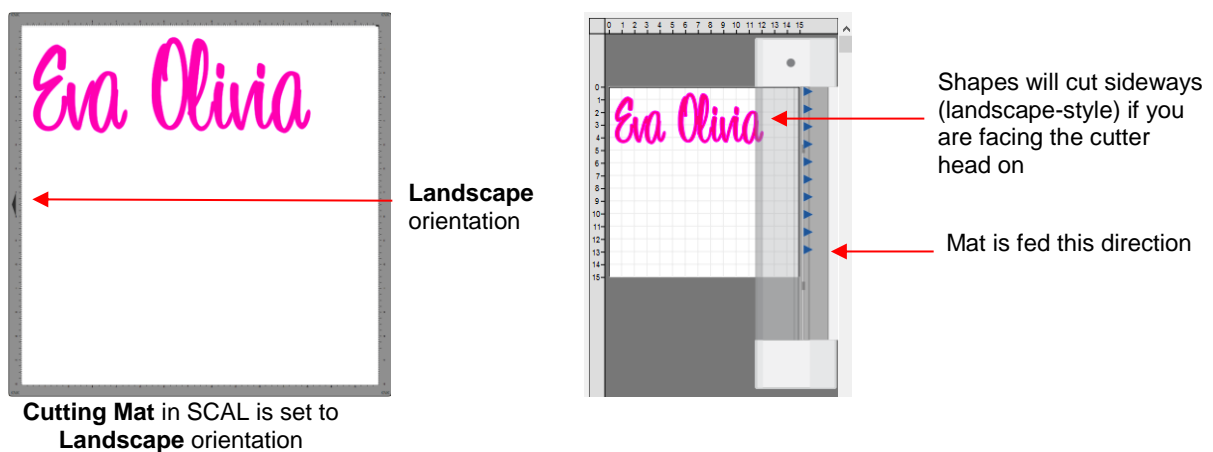 Eva Olivia
Landscape
orientation
Cutting Mat in SCAL is set to
Landscape orientation
0 1 2 3 4 5 6 7 8 9 10 11 12 13 14 15
0
1
2
3
4
5
6
7
8
9
10
11
12
13
14
15
Eva Olivia
Shapes will cut sideways
(landscape-style) if you
are facing the cutter
head on
Mat is fed this direction